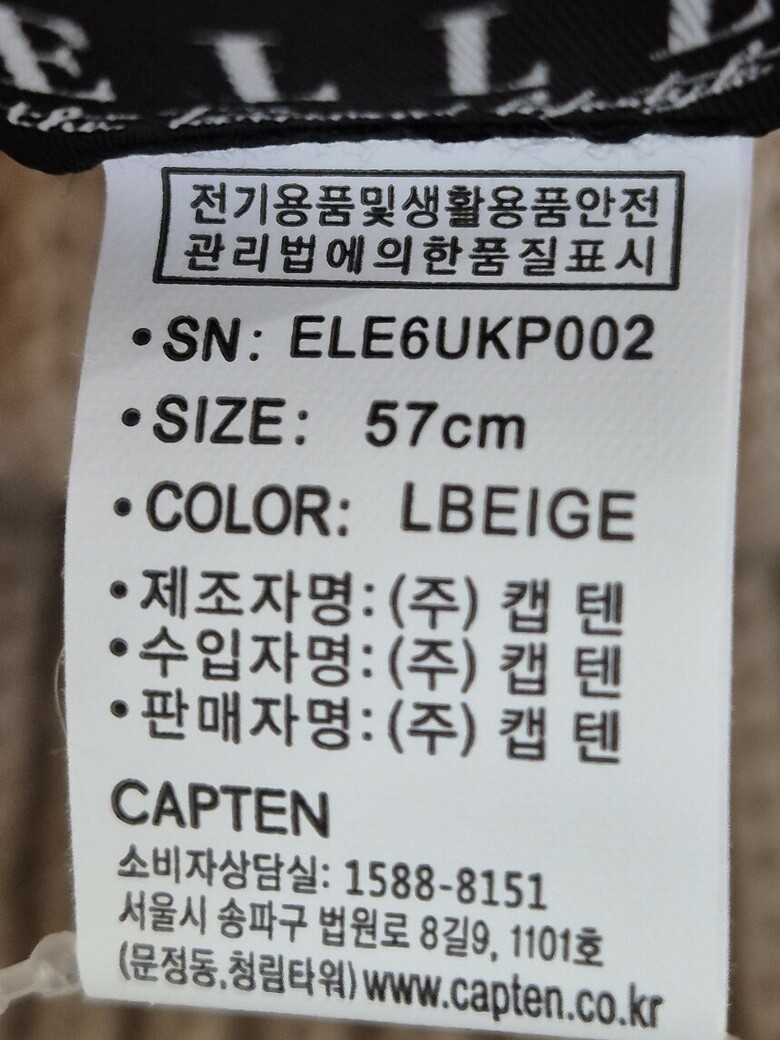 ELLE
전기용품및생활용품안전
관리법에의한품질표시
•SN: ELE6UKP002
•SIZE: 57cm
•COLOR: LBEIGE
•제조자명:(주) 캡텐
•수입자명:(주) 캡텐
•판매자명:(주) 캡텐
CAPTEN
소비자상담실: 1588-8151
서울시 송파구 법원로 8길9, 1101호
(문정동,청림타워)www.capten.co.kr